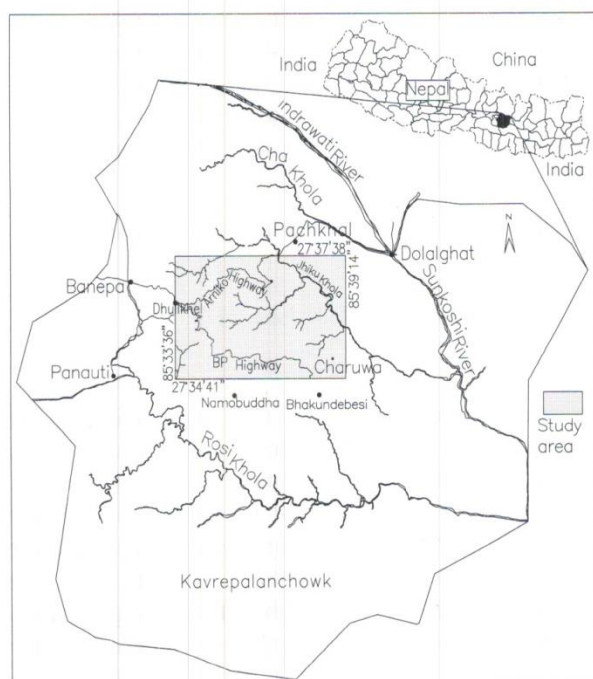 India
China
Nepal
India
Indrawati River
Cha Khola
N
Pachkhal
27°37'38"
Dolalghat
85°39'14"
Jhiku Khola
Sunkoshi River
Banepa
Dhulikhe
Arniko Highway
85°33'36"
BP Highway
Charuwa
Panauti
27°34'41"
Namobuddha
Bhakundebesi
Study
area
Rosi Khola
Kavrepalanchowk